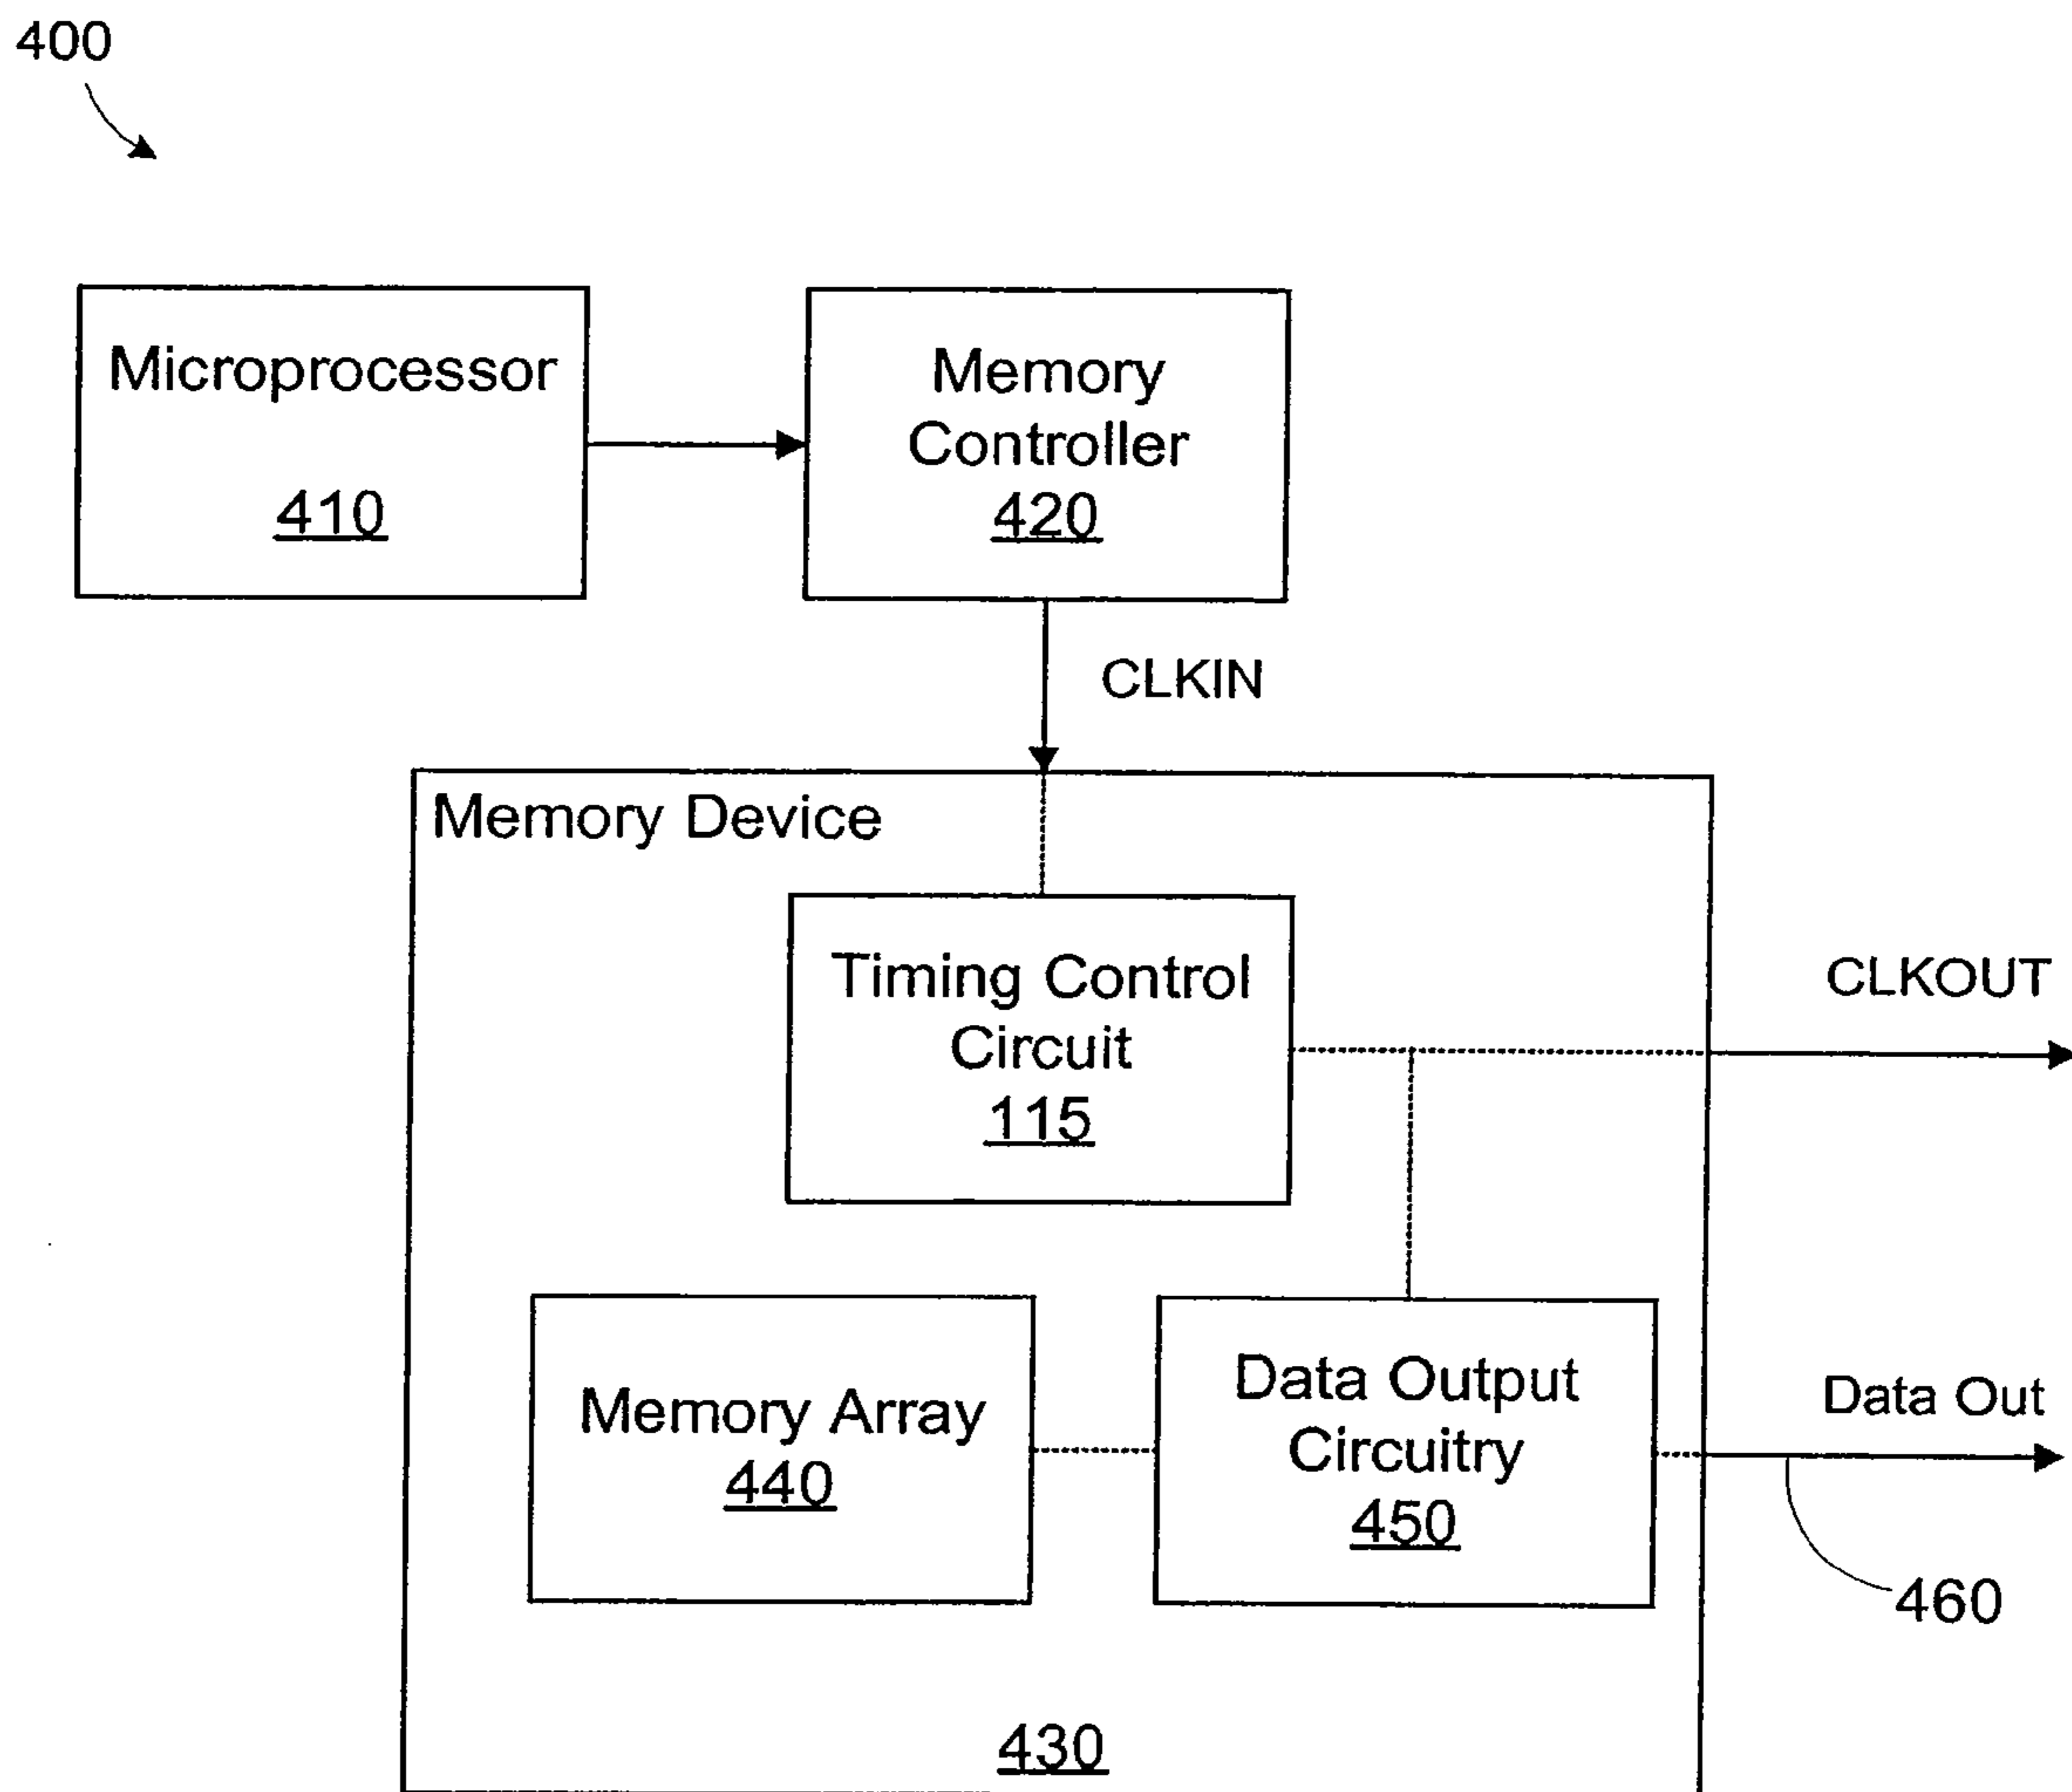 400
Microprocessor
410
Memory
Controller
420
CLKIN
Memory Device
Timing Control
Circuit
115
CLKOUT
Memory Array
440
Data Output
Circuitry
450
Data Out
460
430